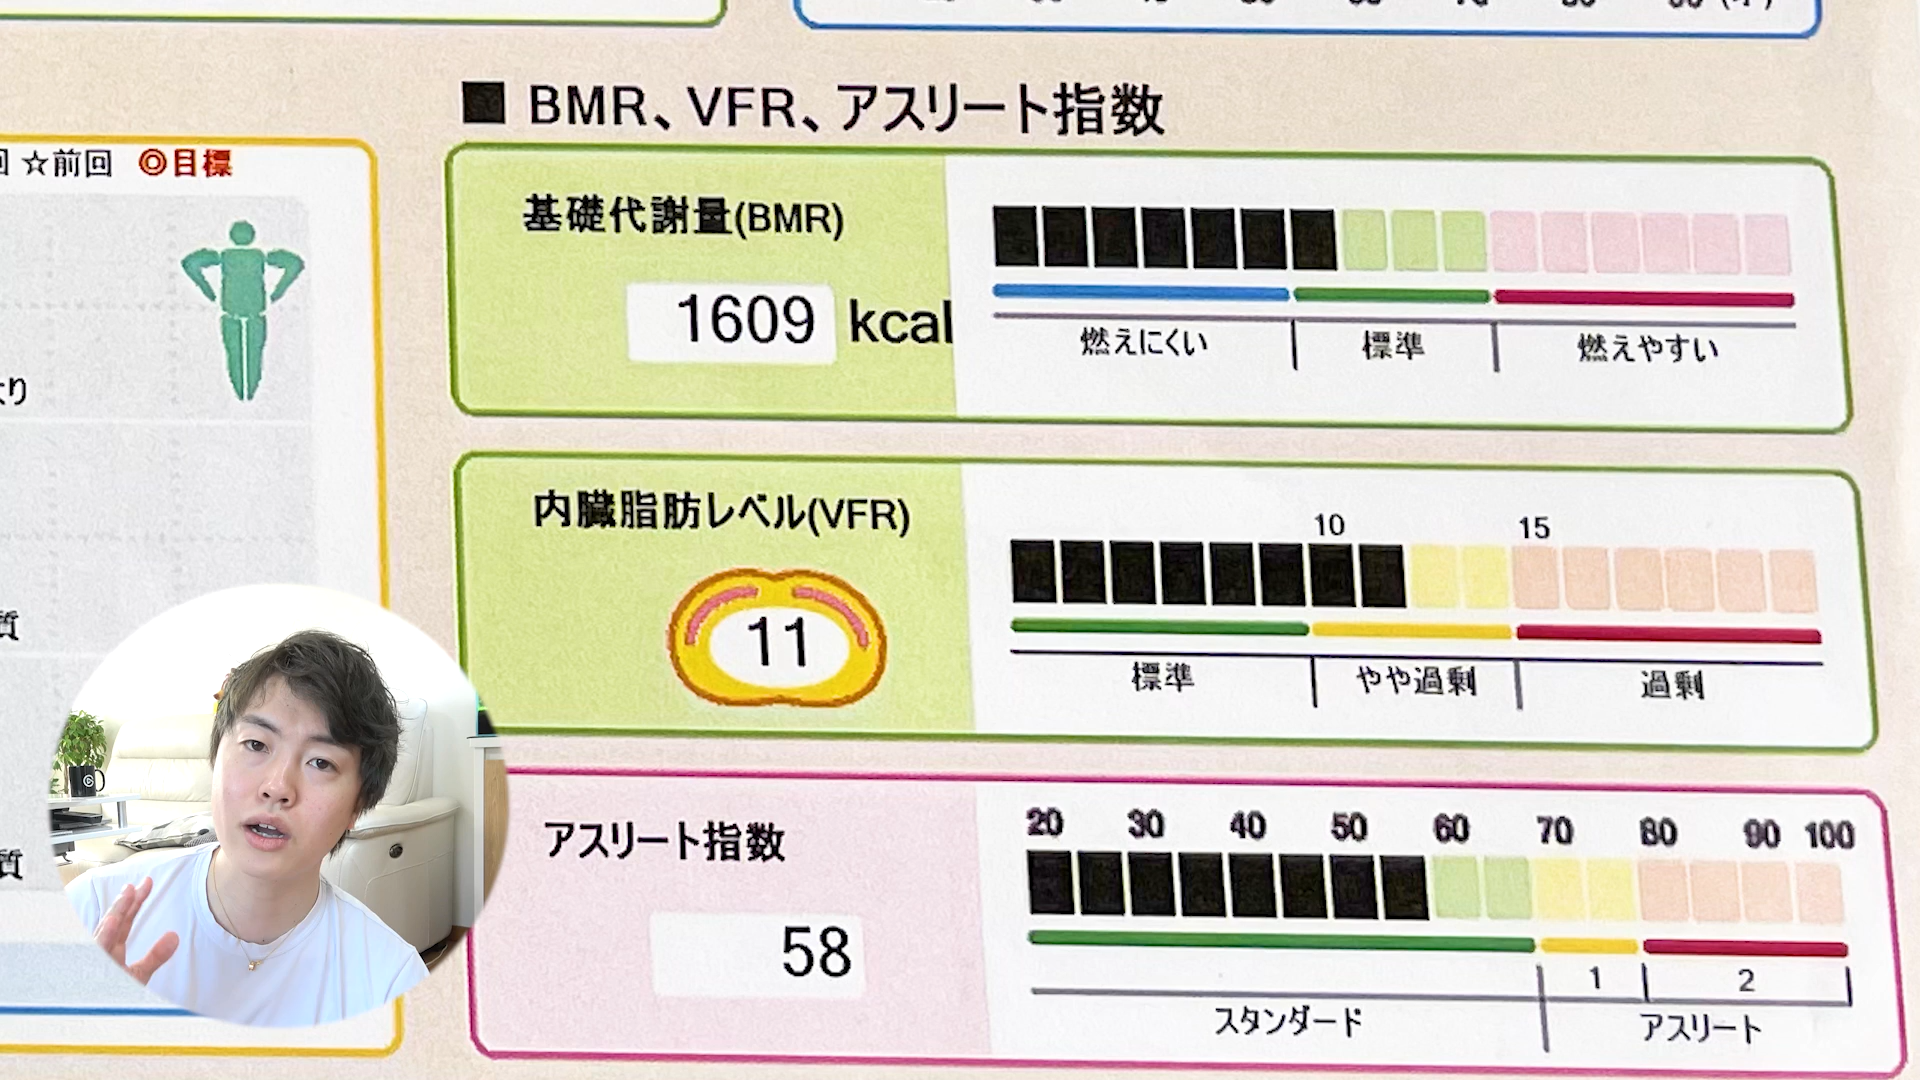 ■ BMR、VFR、アスリート指数
☆前回 ◎目標
基礎代謝量(BMR)
1609 kcal
燃えにくい 標準 燃えやすい
内臓脂肪レベル(VFR)
10 15
11
標準 やや過剰 過剰
アスリート指数
20 30 40 50 60 70 80 90 100
58
1 2
スタンダード アスリート